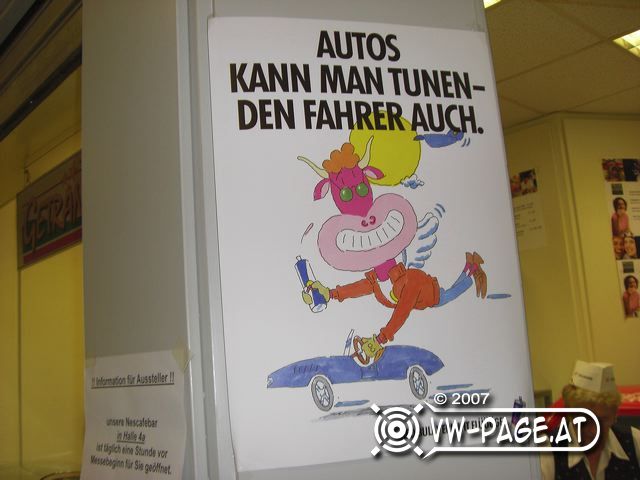 AUTOS
KANN MAN TUNEN–
DEN FAHRER AUCH.
GETRÄN
!! Information für Aussteller !!
unsere Nescafebar
in Halle 4a
ist täglich eine Stunde vor
Messebeginn für Sie geöffnet.
© 2007
VW-PAGE.AT